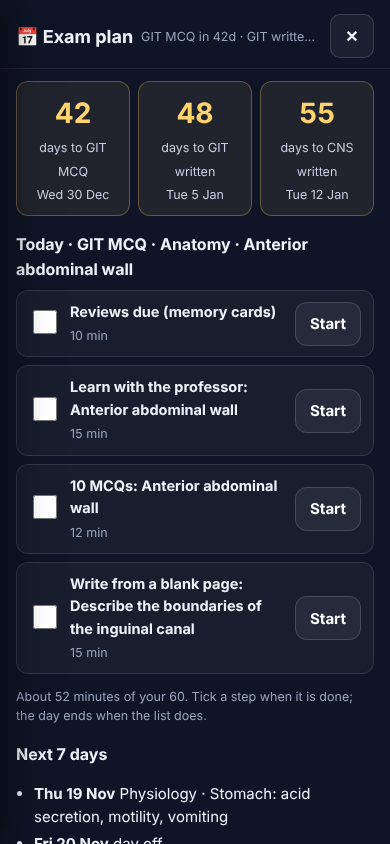 📅 Exam plan GIT MCQ in 42d · GIT writte... ✕
42
days to GIT
MCQ
Wed 30 Dec
48
days to GIT
written
Tue 5 Jan
55
days to CNS
written
Tue 12 Jan
Today · GIT MCQ · Anatomy · Anterior
abdominal wall
Reviews due (memory cards)
10 min
Start
Learn with the professor:
Anterior abdominal wall
15 min
Start
10 MCQs: Anterior abdominal
wall
12 min
Start
Write from a blank page:
Describe the boundaries of
the inguinal canal
15 min
Start
About 52 minutes of your 60. Tick a step when it is done;
the day ends when the list does.
Next 7 days
• Thu 19 Nov Physiology · Stomach: acid
secretion, motility, vomiting
• Fri 20 Nov day off